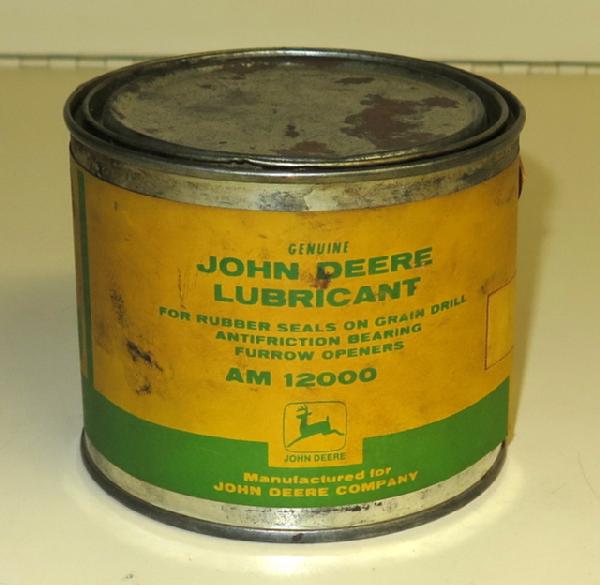 GENUINE
JOHN DEERE
LUBRICANT
FOR RUBBER SEALS ON GRAIN DRILL
ANTIFRICTION BEARING
FURROW OPENERS
AM 12000
JOHN DEERE
Manufactured for
JOHN DEERE COMPANY